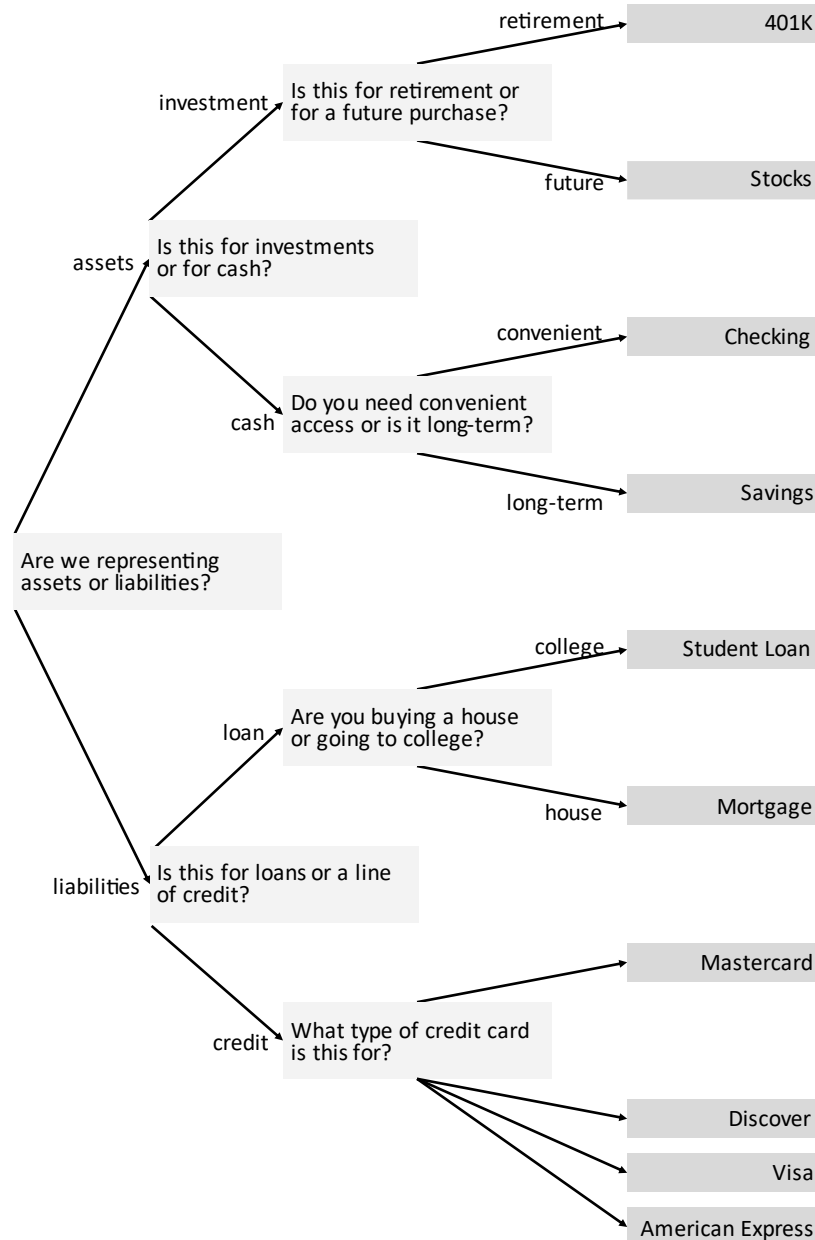 retirement
401K
Is this for retirement or
for a future purchase?
investment
future
Stocks
Is this for investments
or for cash?
assets
convenient
Checking
Do you need convenient
access or is it long-term?
cash
long-term
Savings
Are we representing
assets or liabilities?
college
Student Loan
Are you buying a house
or going to college?
loan
house
Mortgage
Is this for loans or a line
of credit?
liabilities
Mastercard
What type of credit card
is this for?
credit
Discover
Visa
American Express